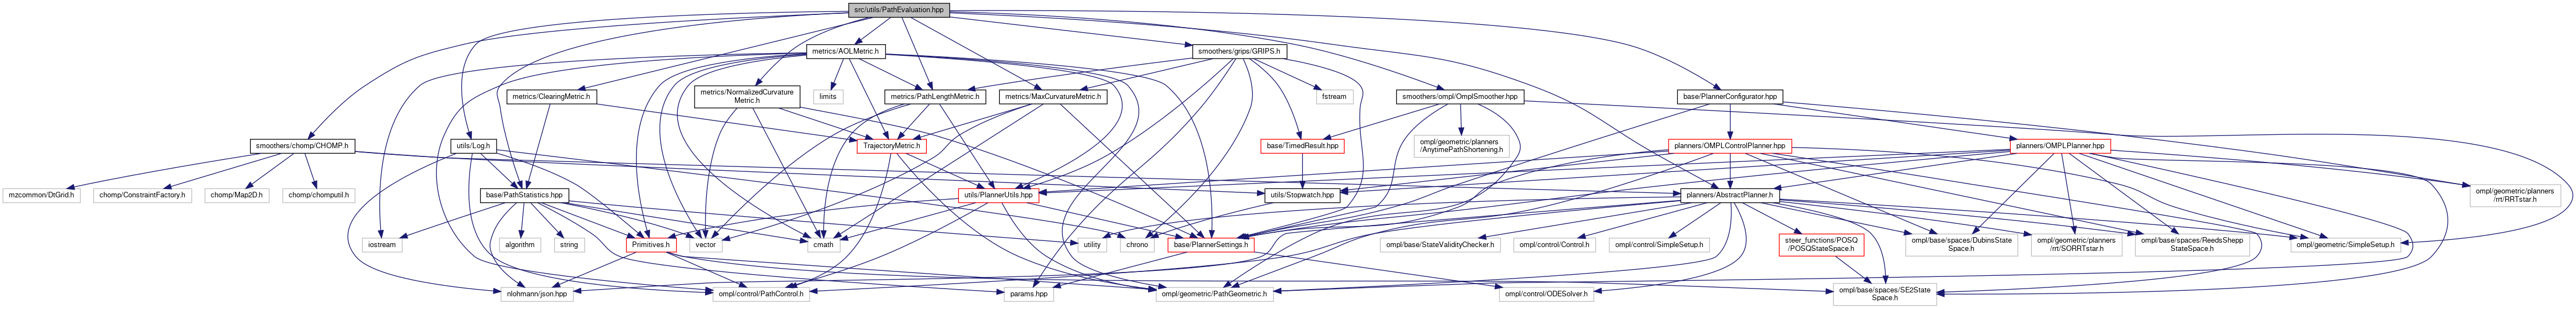 src/utils/PathEvaluation.hpp
metrics/AOLMetric.h
smoothers/grips/GRIPS.h
metrics/ClearingMetric.h
metrics/NormalizedCurvature
Metric.h
limits
metrics/PathLengthMetric.h
metrics/MaxCurvatureMetric.h
fstream
smoothers/ompl/OmplSmoother.hpp
base/PlannerConfigurator.hpp
smoothers/chomp/CHOMP.h
utils/Log.h
TrajectoryMetric.h
base/TimedResult.hpp
ompl/geometric/planners
/AnytimePathShortening.h
planners/OMPLControlPlanner.hpp
planners/OMPLPlanner.hpp
mzcommon/DtGrid.h
chomp/ConstraintFactory.h
chomp/Map2D.h
chomp/chomputil.h
base/PathStatistics.hpp
utils/PlannerUtils.hpp
utils/Stopwatch.hpp
planners/AbstractPlanner.h
ompl/geometric/planners
/rrt/RRTstar.h
iostream
algorithm
string
Primitives.h
vector
cmath
utility
chrono
base/PlannerSettings.h
ompl/base/StateValidityChecker.h
ompl/control/Control.h
ompl/control/SimpleSetup.h
steer_functions/POSQ
/POSQStateSpace.h
ompl/base/spaces/DubinsState
Space.h
ompl/geometric/planners
/rrt/SORRTstar.h
ompl/base/spaces/ReedsShepp
StateSpace.h
ompl/geometric/SimpleSetup.h
nlohmann/json.hpp
ompl/control/PathControl.h
params.hpp
ompl/geometric/PathGeometric.h
ompl/control/ODESolver.h
ompl/base/spaces/SE2State
Space.h